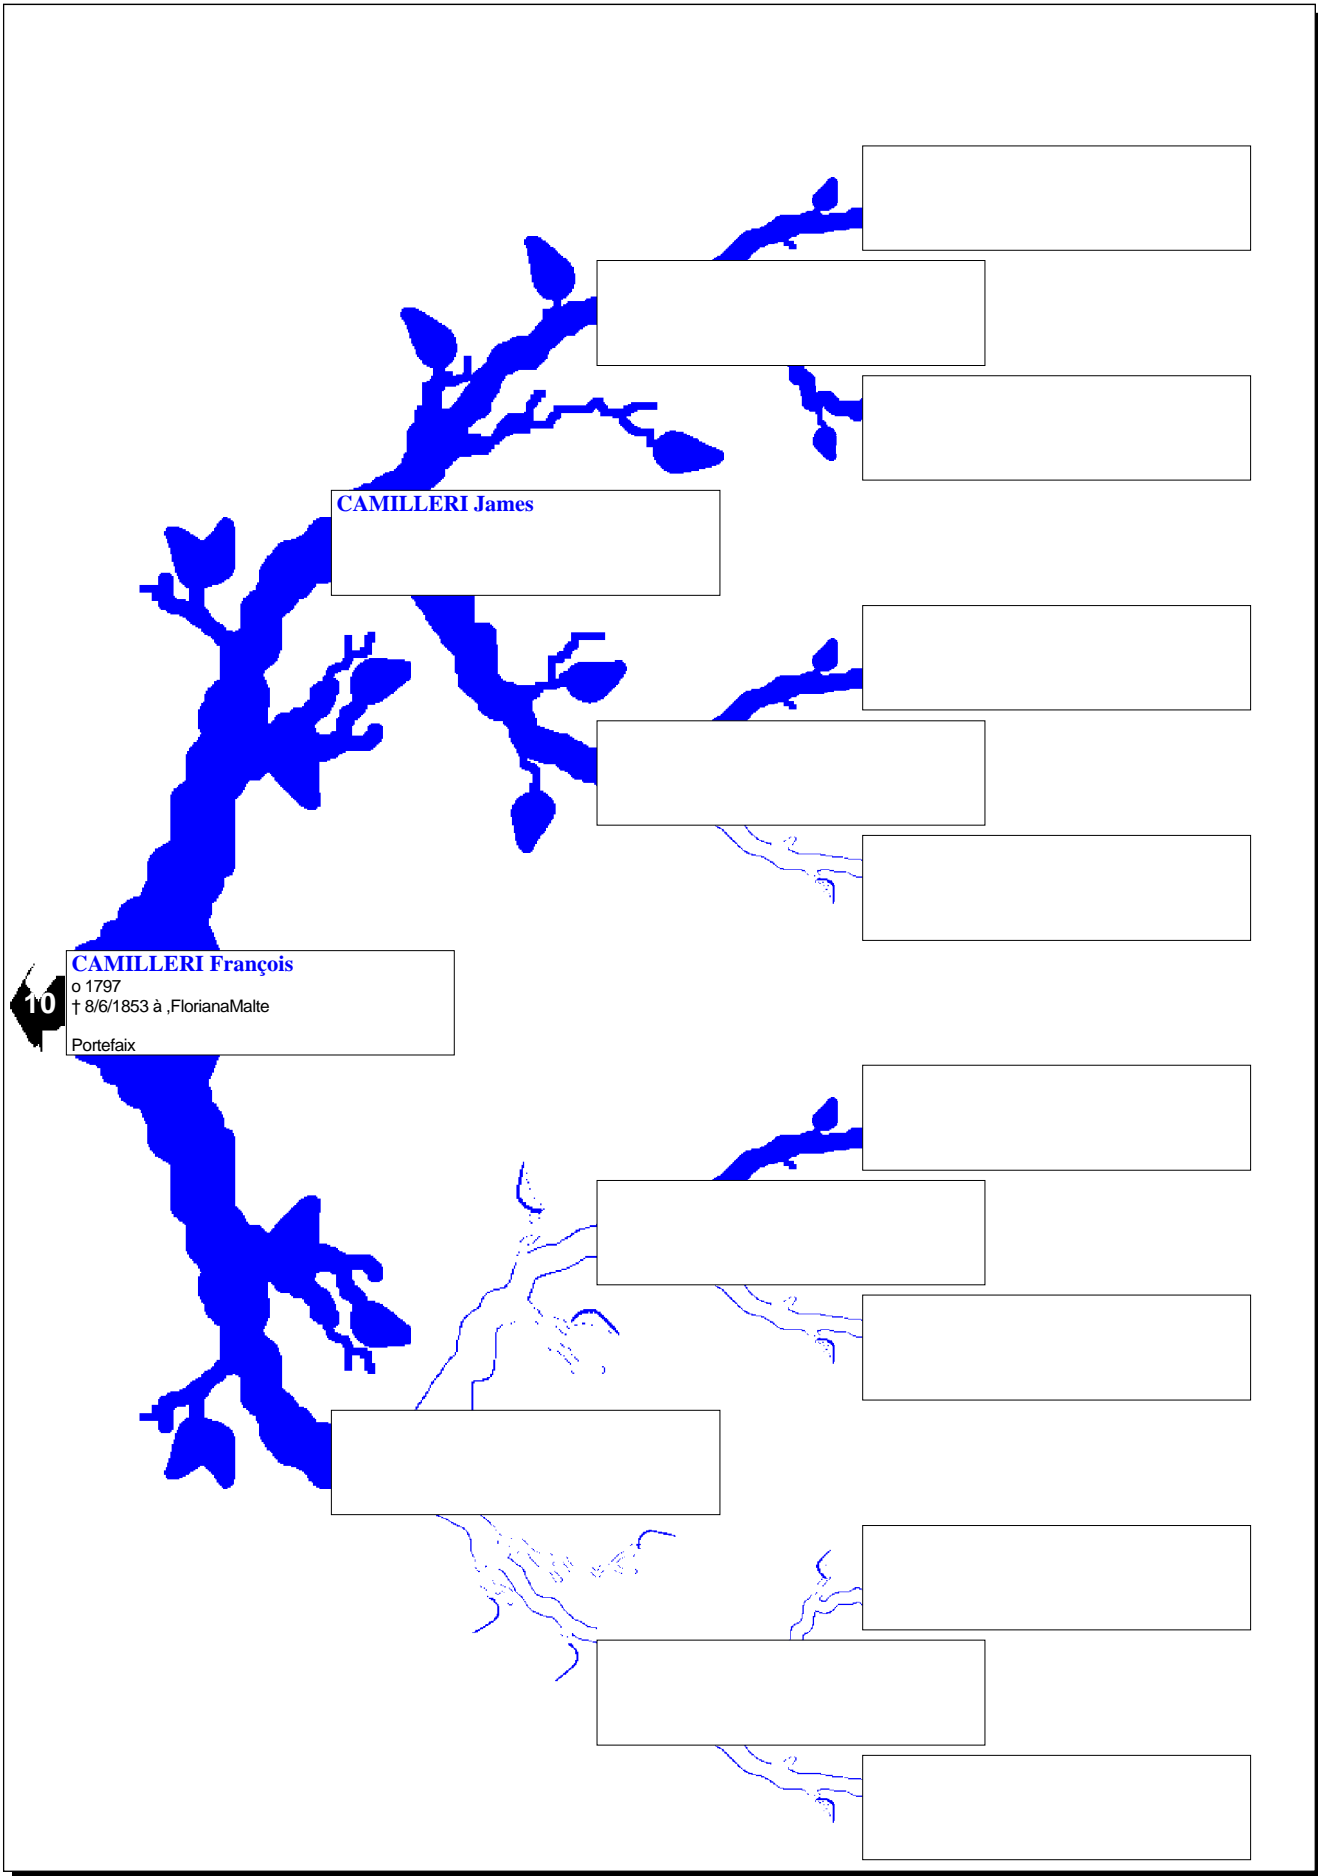 CAMILLERI James
CAMILLERI François
10
o 1797
† 8/6/1853 à ,FlorianaMalte
Portefaix